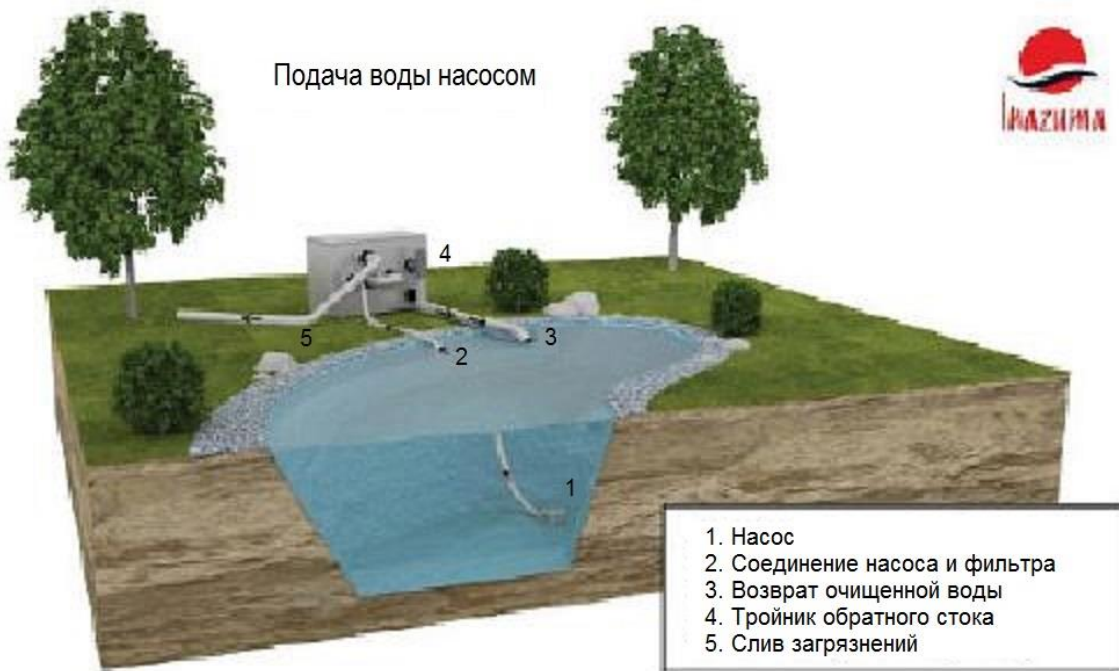 Подача воды насосом
INAZUMA
4
5
2
3
1
1. Насос
2. Соединение насоса и фильтра
3. Возврат очищенной воды
4. Тройник обратного стока
5. Слив загрязнений